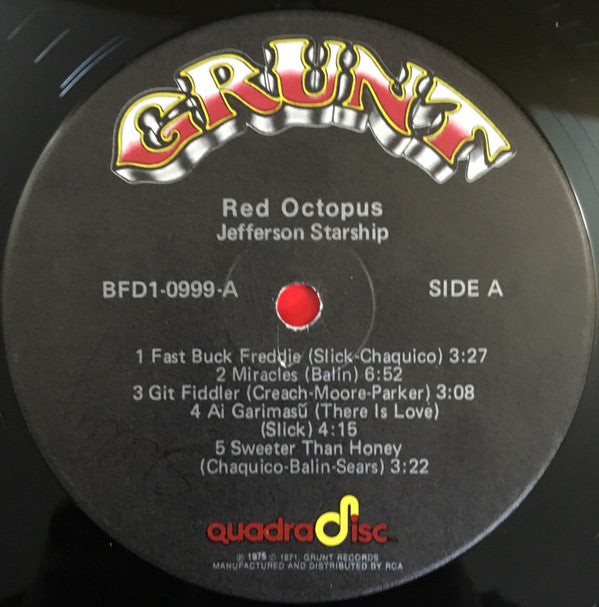 GRUNT
Red Octopus
Jefferson Starship
BFD1-0999-A
SIDE A
1 Fast Buck Freddie (Slick-Chaquico) 3:27
2 Miracles (Balin) 6:52
3 Git Fiddler (Creach-Moore-Parker) 3:08
4 Ai Garimasŭ (There Is Love)
(Slick) 4:15
5 Sweeter Than Honey
(Chaquico-Balin-Sears) 3:22
quadradisc
℗ 1975 © 1971, GRUNT RECORDS
MANUFACTURED AND DISTRIBUTED BY RCA